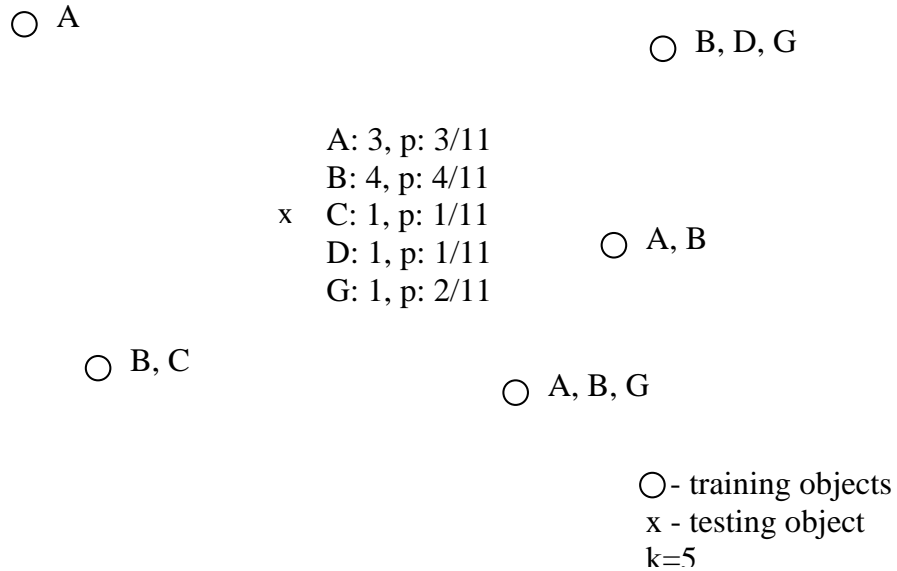 A
B, D, G
A: 3, p: 3/11
B: 4, p: 4/11
x C: 1, p: 1/11
D: 1, p: 1/11
G: 1, p: 2/11
A, B
B, C
A, B, G
- training objects
x - testing object
k=5